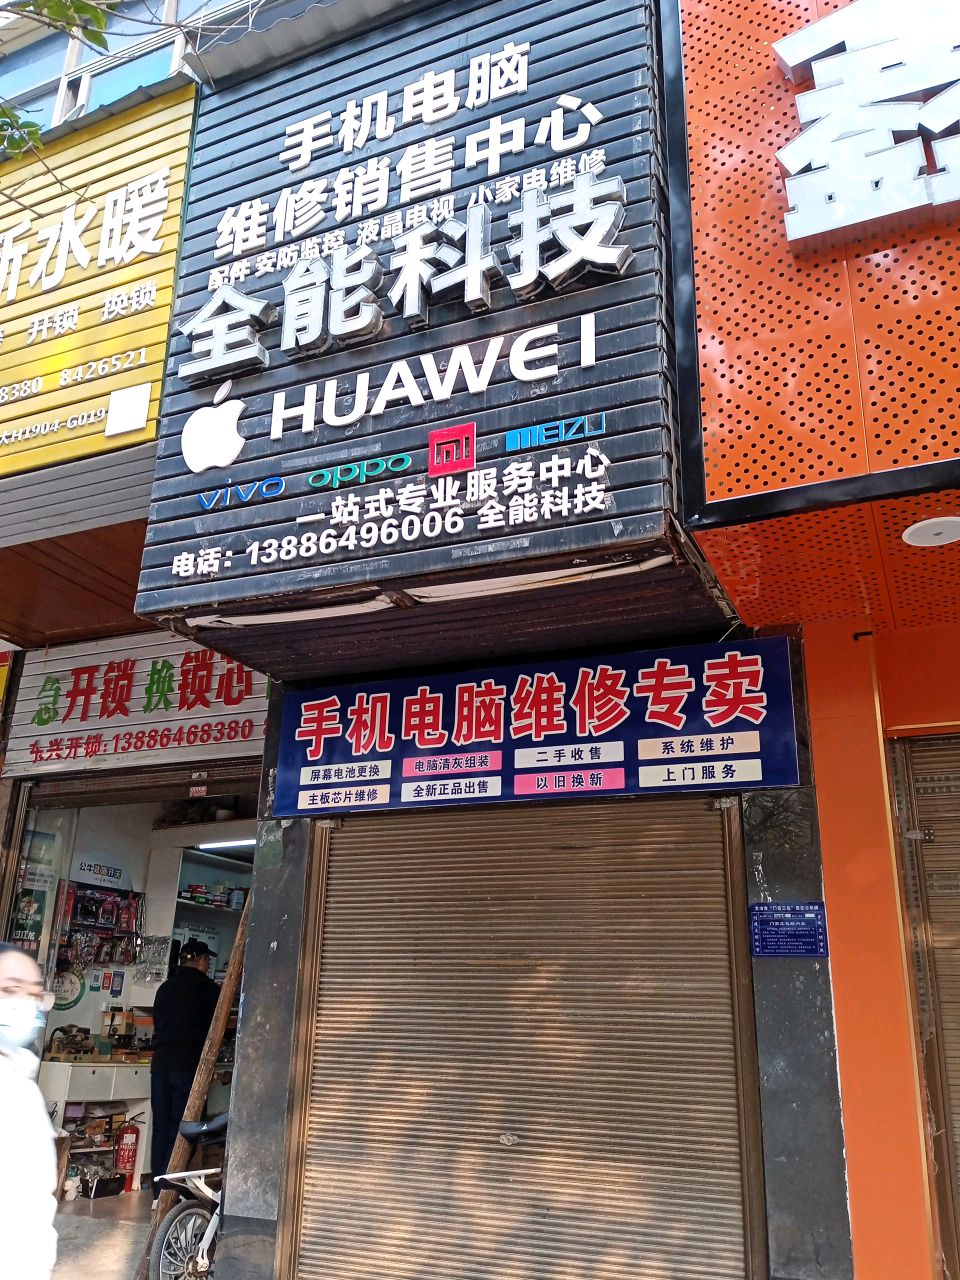 手机电脑
维修销售中心
配件 安防监控 液晶电视 小家电维修
全能科技
HUAWEI
vivo oppo MI MEIZU
一站式专业服务中心
电话：13886496006 全能科技
水暖
开锁 换锁
8380 8426521
H1904-G019
急开锁 换锁芯
东兴开锁:13886468380
手机电脑维修专卖
屏幕电池更换 电脑清灰组装 二手收售 系统维护
主板芯片维修 全新正品出售 以旧换新 上门服务